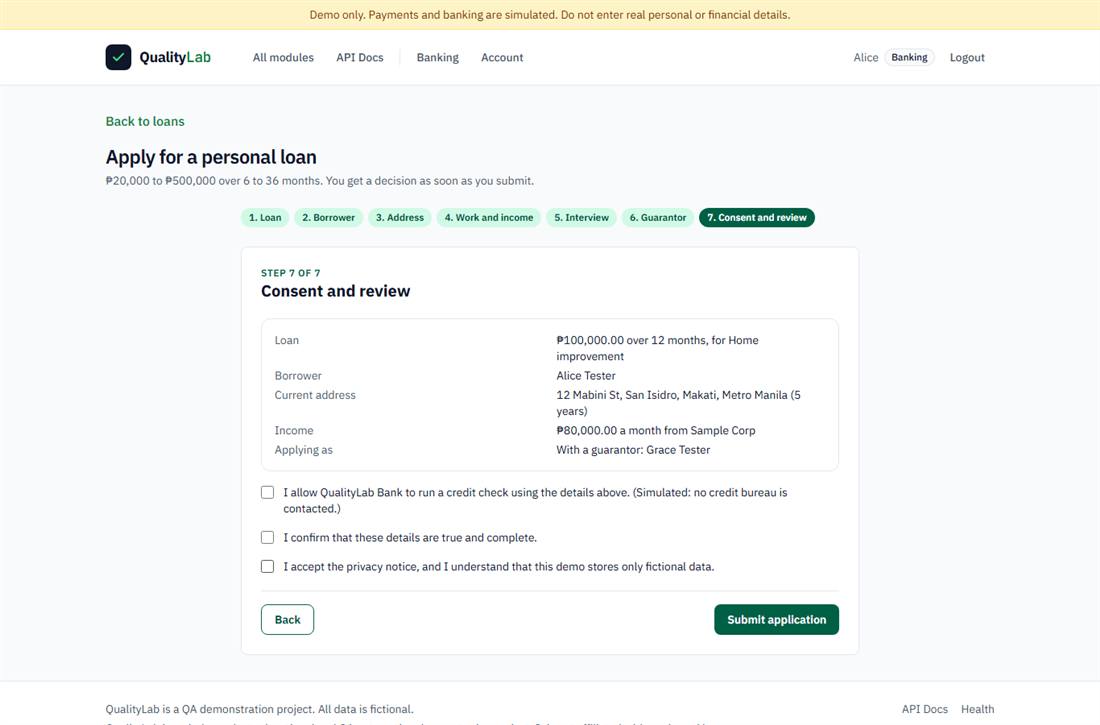 Demo only. Payments and banking are simulated. Do not enter real personal or financial details.
QualityLab All modules API Docs Banking Account Alice Banking Logout
Back to loans
Apply for a personal loan
₱20,000 to ₱500,000 over 6 to 36 months. You get a decision as soon as you submit.
1. Loan 2. Borrower 3. Address 4. Work and income 5. Interview 6. Guarantor 7. Consent and review
STEP 7 OF 7
Consent and review
Loan ₱100,000.00 over 12 months, for Home
improvement
Borrower Alice Tester
Current address 12 Mabini St, San Isidro, Makati, Metro Manila (5
years)
Income ₱80,000.00 a month from Sample Corp
Applying as With a guarantor: Grace Tester
I allow QualityLab Bank to run a credit check using the details above. (Simulated: no credit bureau is
contacted.)
I confirm that these details are true and complete.
I accept the privacy notice, and I understand that this demo stores only fictional data.
Back Submit application
QualityLab is a QA demonstration project. All data is fictional. API Docs Health